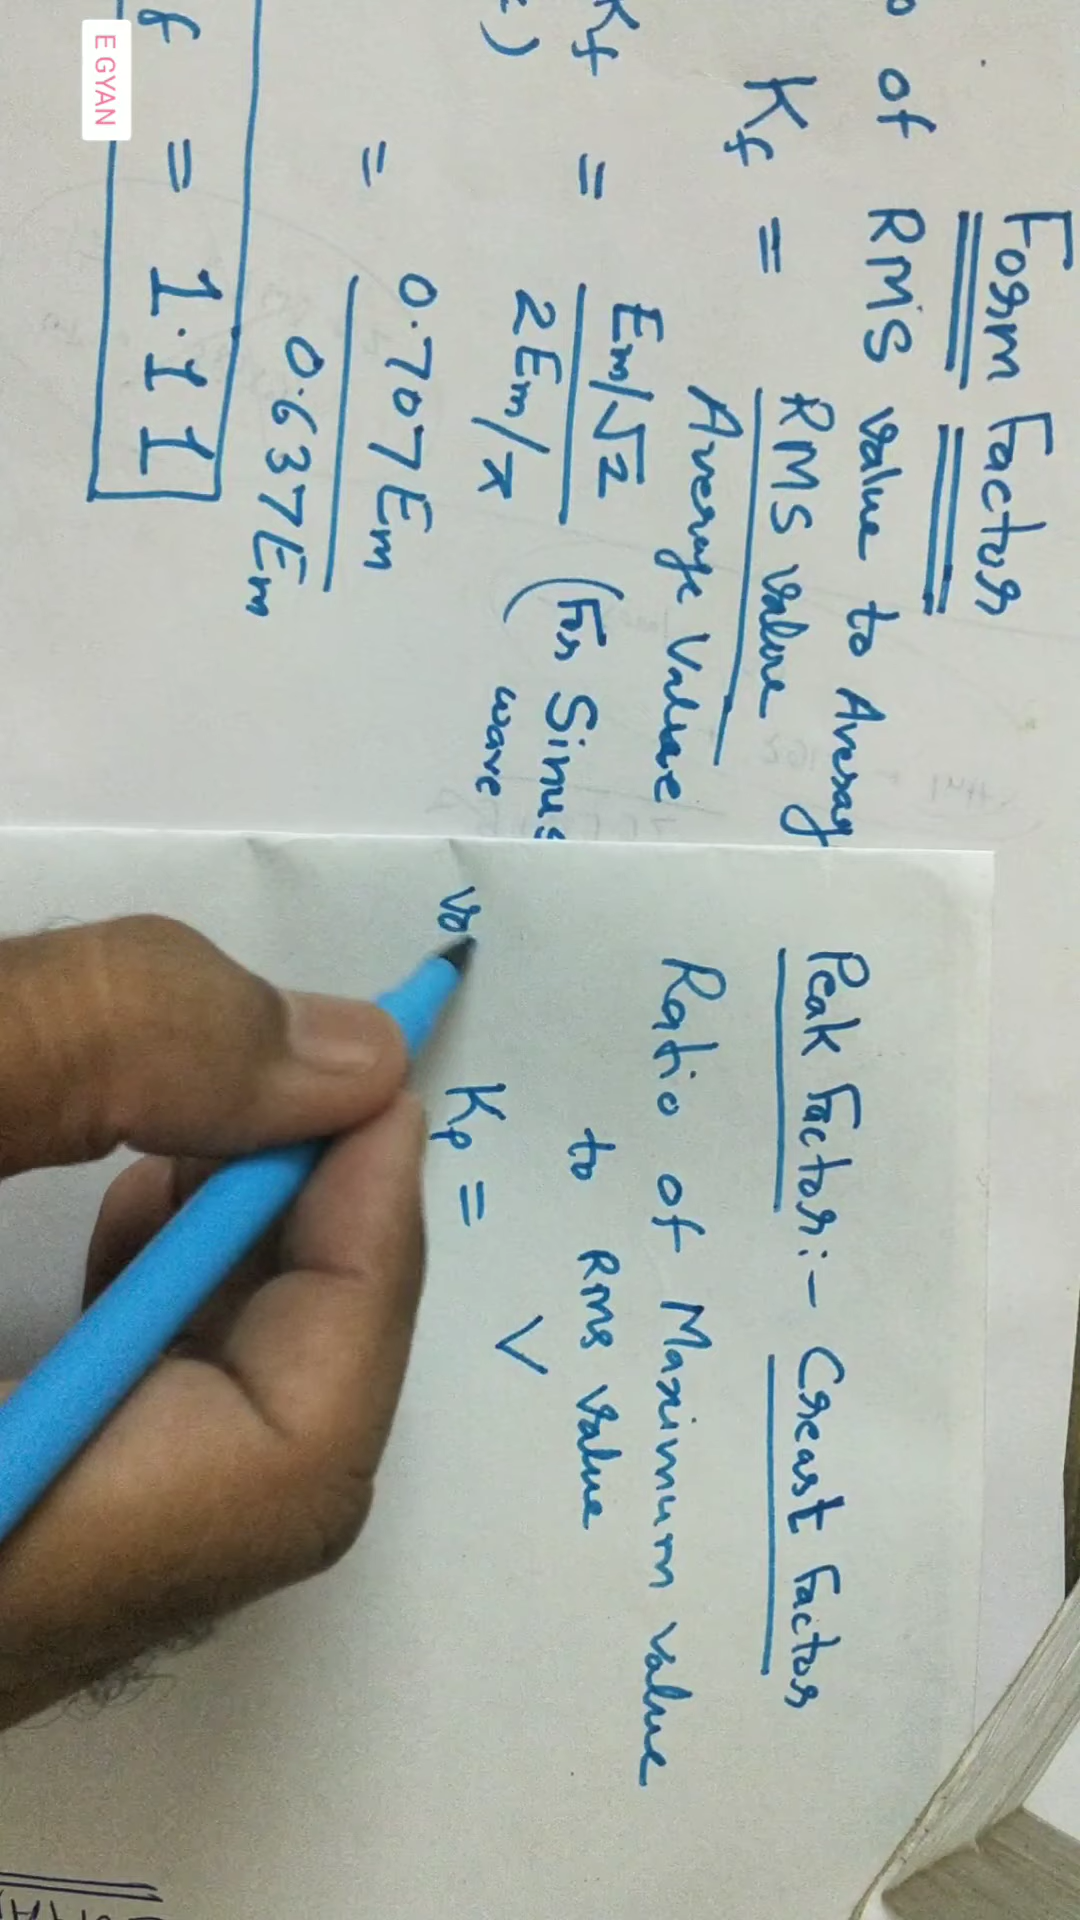 Form Factor
of RMS value to Averag
Kf = RMS value
Average Value
Kf = Em/√2
2Em/π (For Sinus
wave
= 0.707Em
0.637Em
f = 1.11
Peak Factor:- Creast Factor
Ratio of Maximum value
to RMS value
Kp = V
E GYAN